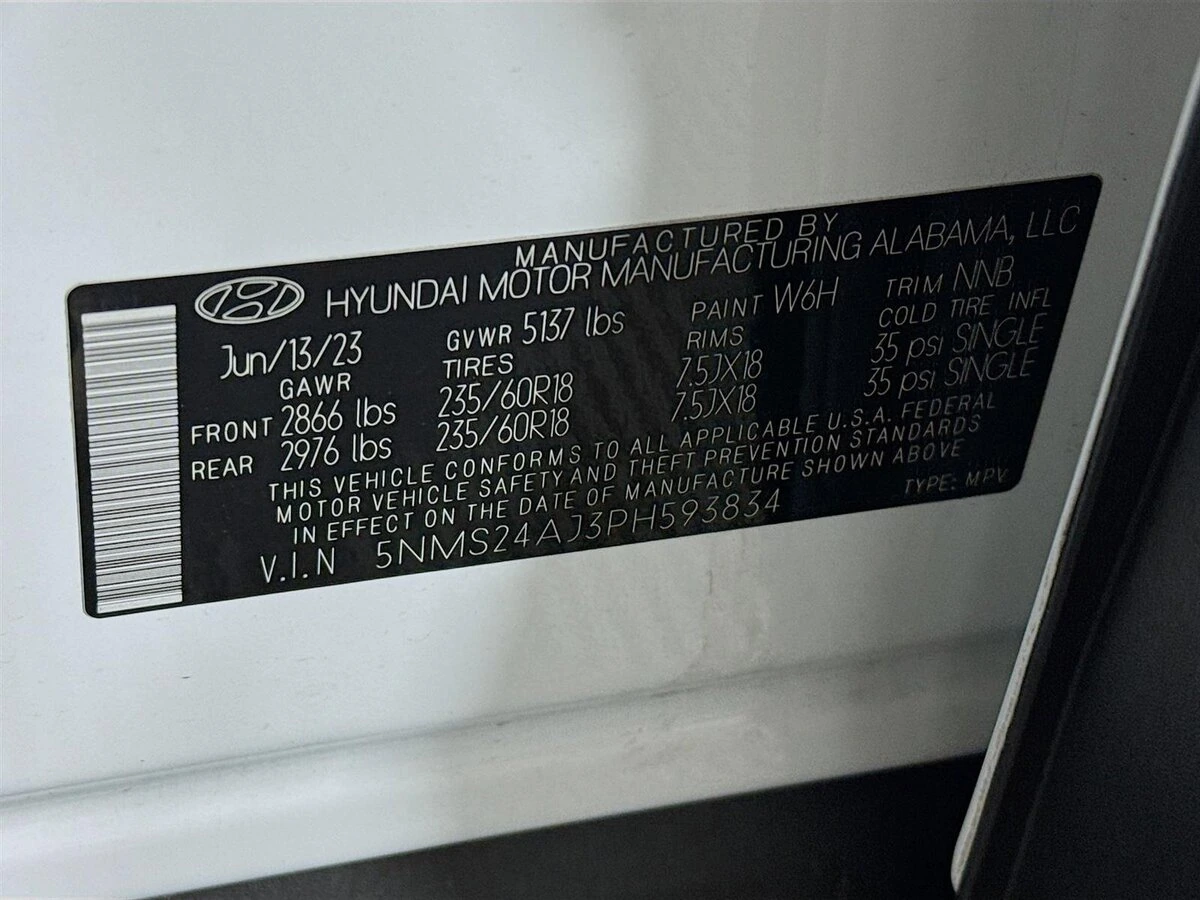 MANUFACTURED BY
HYUNDAI MOTOR MANUFACTURING ALABAMA, LLC
Jun/13/23 GVWR 5137 lbs PAINT W6H TRIM NNB
GAWR TIRES RIMS COLD TIRE, INFL
FRONT 2866 lbs 235/60R18 7.5JX18 35 psi SINGLE
REAR 2976 lbs 235/60R18 7.5JX18 35 psi SINGLE
THIS VEHICLE CONFORMS TO ALL APPLICABLE U.S.A. FEDERAL
MOTOR VEHICLE SAFETY AND THEFT PREVENTION STANDARDS
IN EFFECT ON THE DATE OF MANUFACTURE SHOWN ABOVE
V.I.N 5NMS24AJ3PH593834 TYPE: MPV